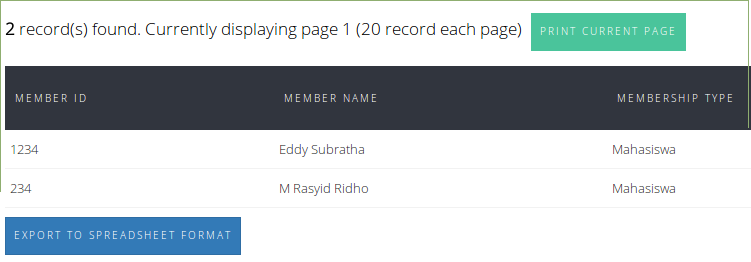 2 record(s) found. Currently displaying page 1 (20 record each page) PRINT CURRENT PAGE
MEMBER ID MEMBER NAME MEMBERSHIP TYPE
1234 Eddy Subratha Mahasiswa
234 M Rasyid Ridho Mahasiswa
EXPORT TO SPREADSHEET FORMAT